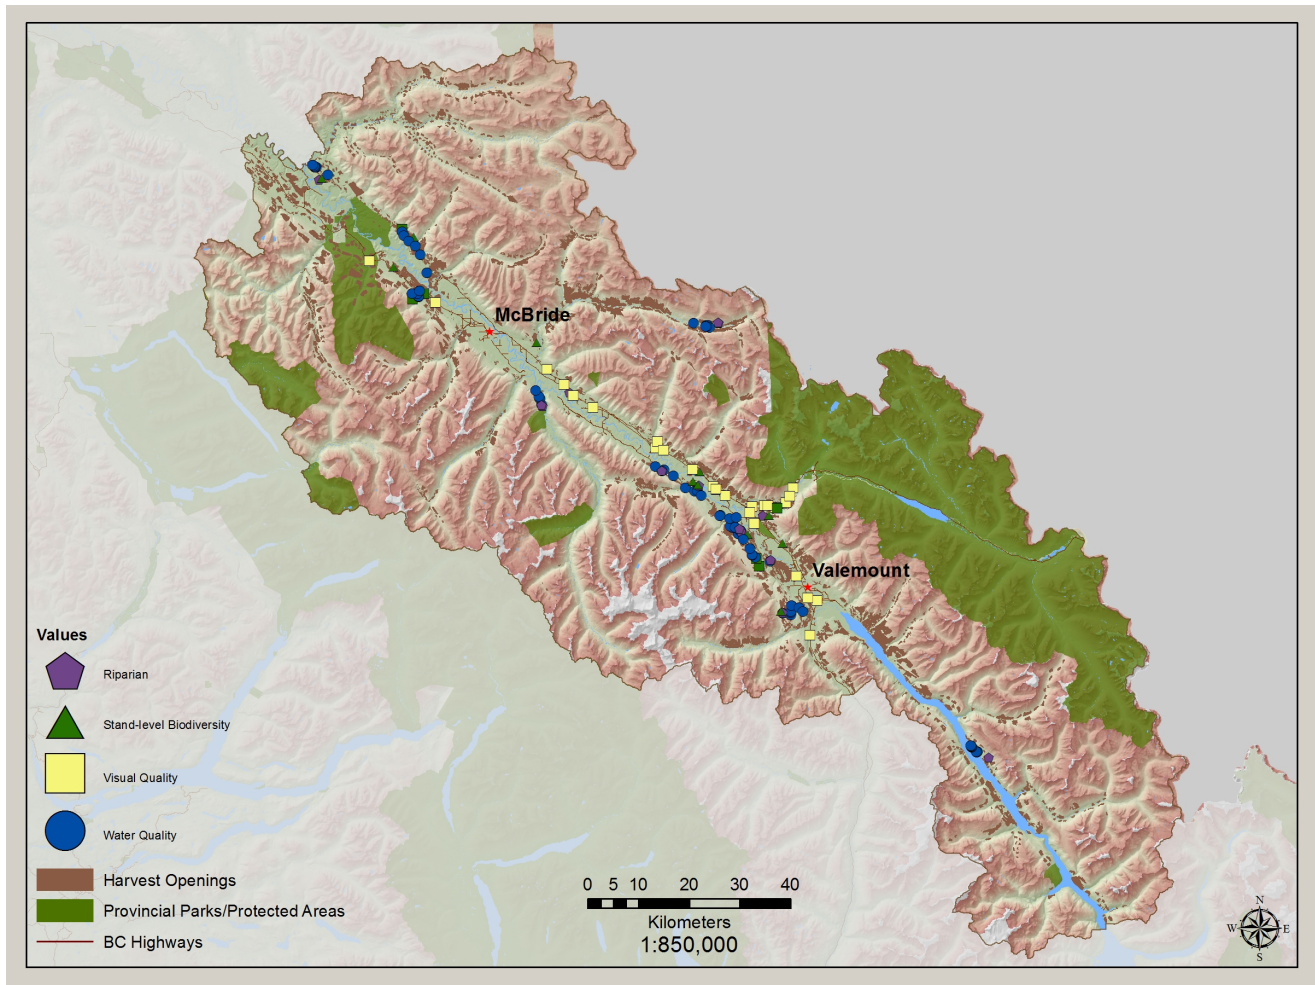 McBride
Valemount
Values
Riparian
Stand-level Biodiversity
Visual Quality
Water Quality
Harvest Openings
Provincial Parks/Protected Areas
BC Highways
0 5 10 20 30 40
Kilometers
1:850,000
N
W E
S